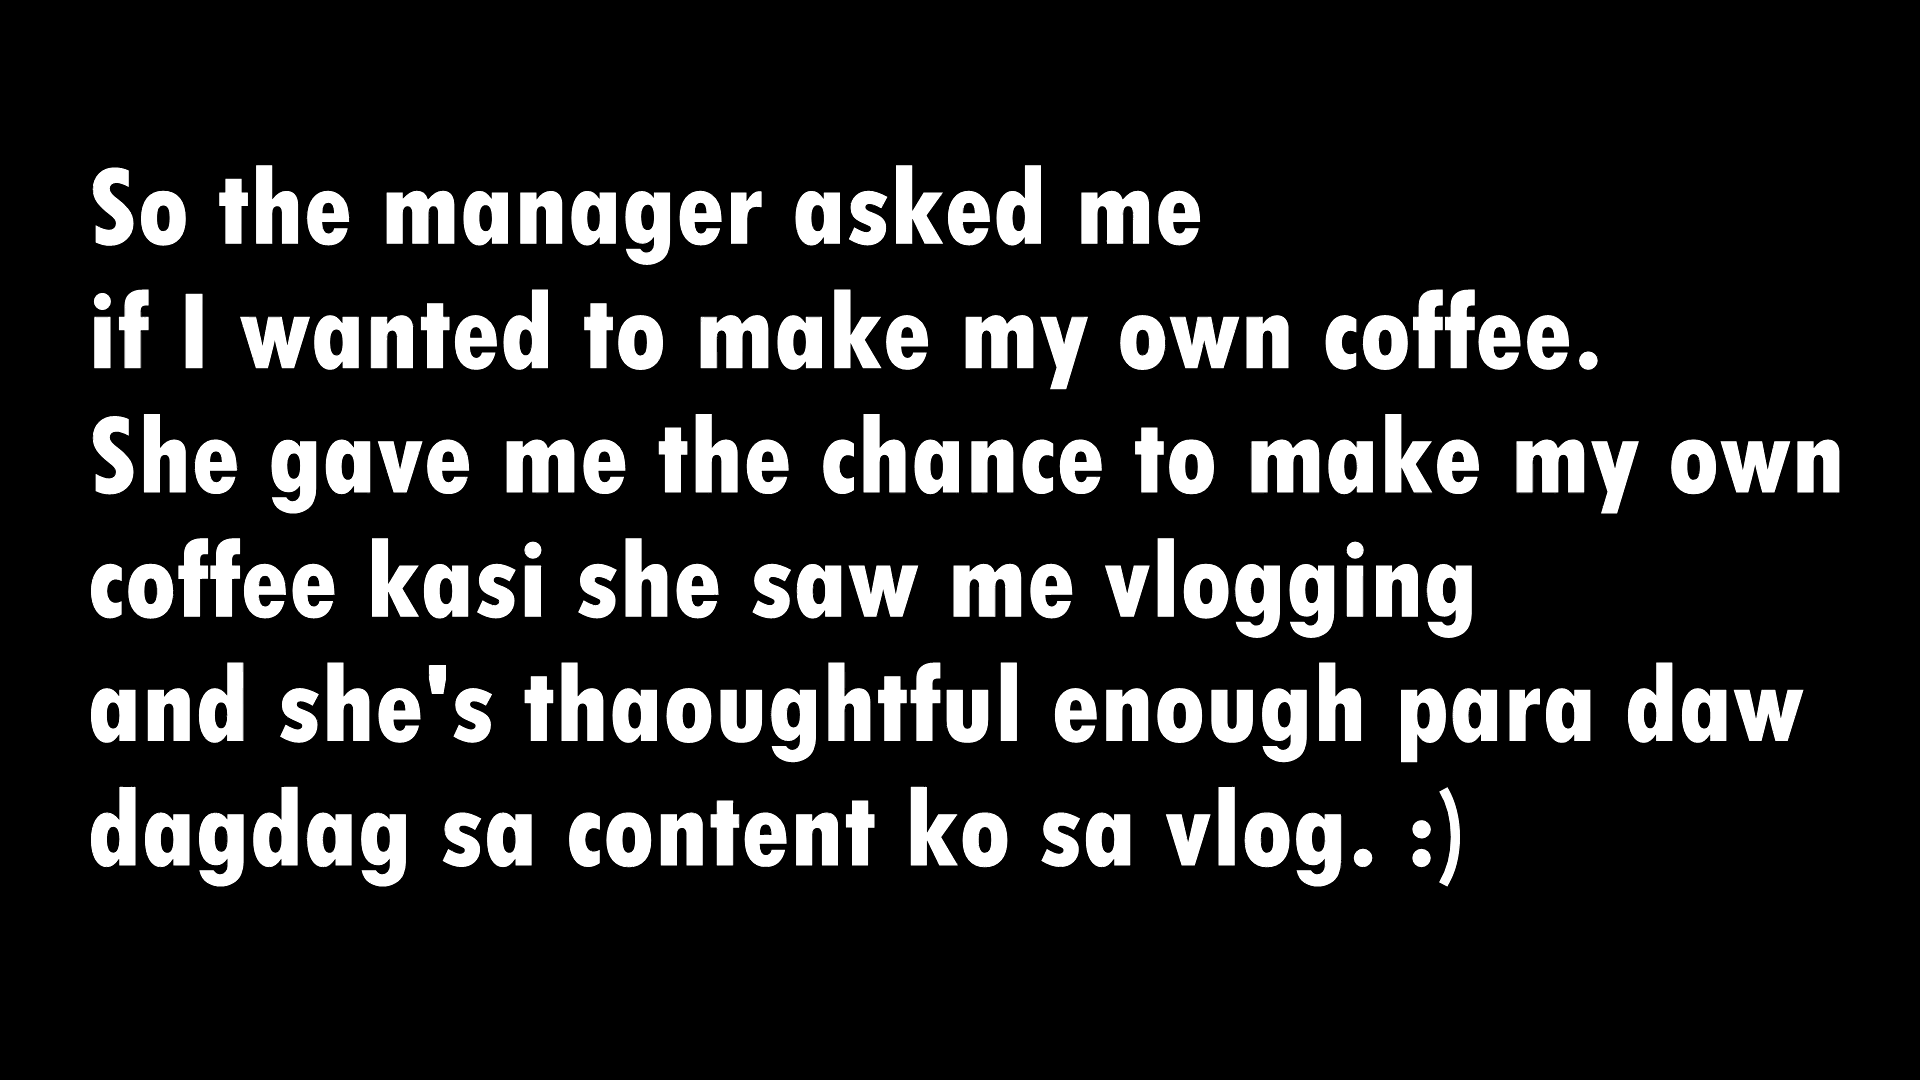 So the manager asked me
if I wanted to make my own coffee.
She gave me the chance to make my own
coffee kasi she saw me vlogging
and she's thaoughtful enough para daw
dagdag sa content ko sa vlog. :)